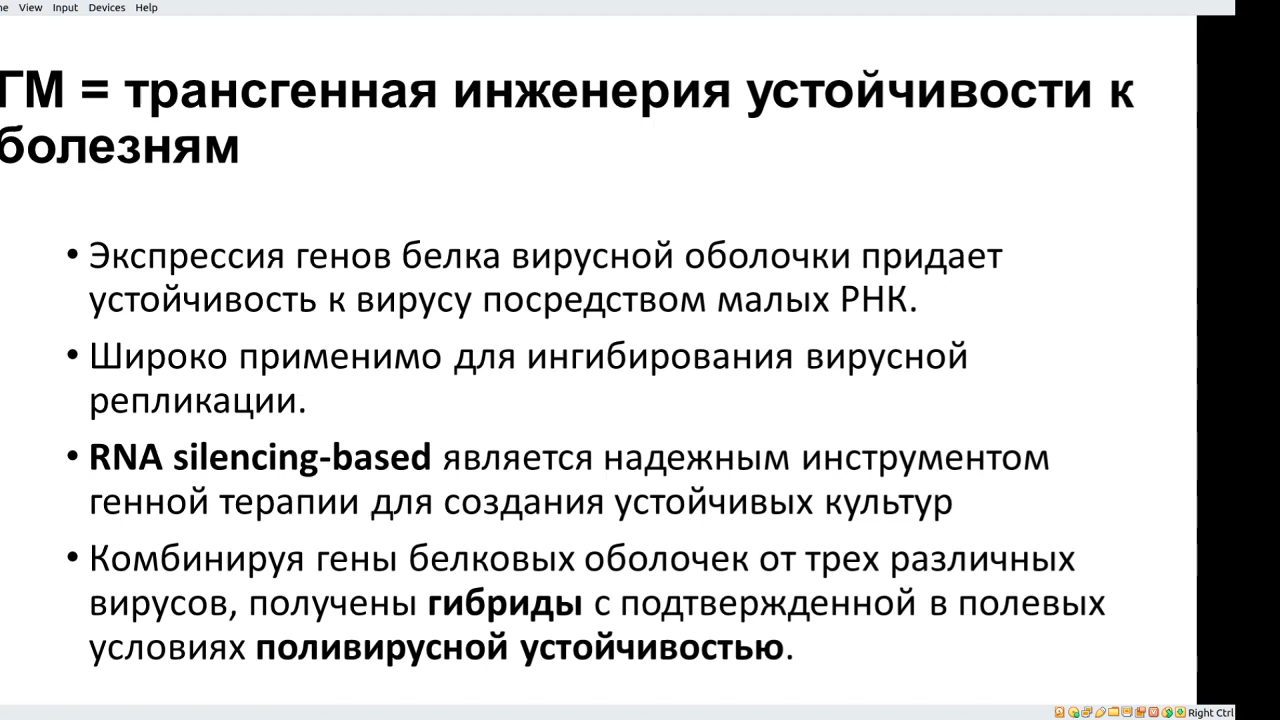 View Input Devices Help
ГМ = трансгенная инженерия устойчивости к
болезням
• Экспрессия генов белка вирусной оболочки придает
устойчивость к вирусу посредством малых РНК.
• Широко применимо для ингибирования вирусной
репликации.
• RNA silencing-based является надежным инструментом
генной терапии для создания устойчивых культур
• Комбинируя гены белковых оболочек от трех различных
вирусов, получены гибриды с подтвержденной в полевых
условиях поливирусной устойчивостью.
Right Ctrl